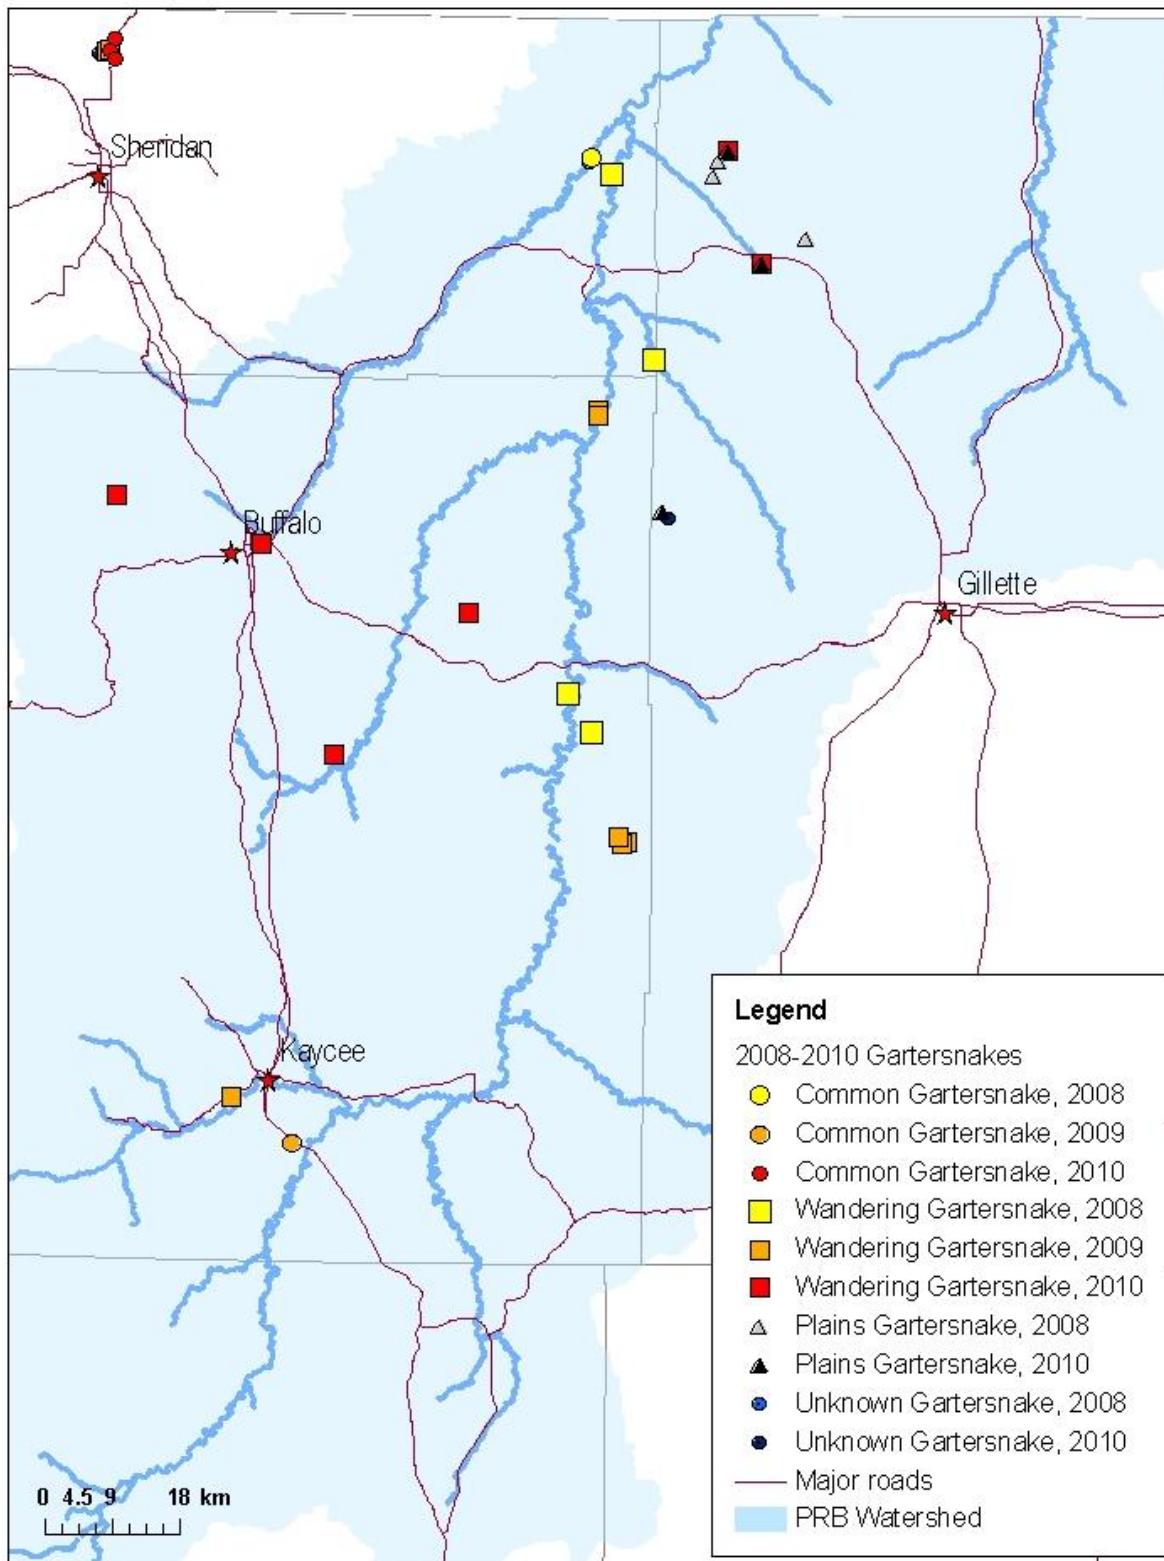 Sheridan
Buffalo
Gillette
Kaycee
Legend
2008-2010 Gartersnakes
Common Gartersnake, 2008
Common Gartersnake, 2009
Common Gartersnake, 2010
Wandering Gartersnake, 2008
Wandering Gartersnake, 2009
Wandering Gartersnake, 2010
Plains Gartersnake, 2008
Plains Gartersnake, 2010
Unknown Gartersnake, 2008
Unknown Gartersnake, 2010
Major roads
PRB Watershed
0 4.5 9 18 km